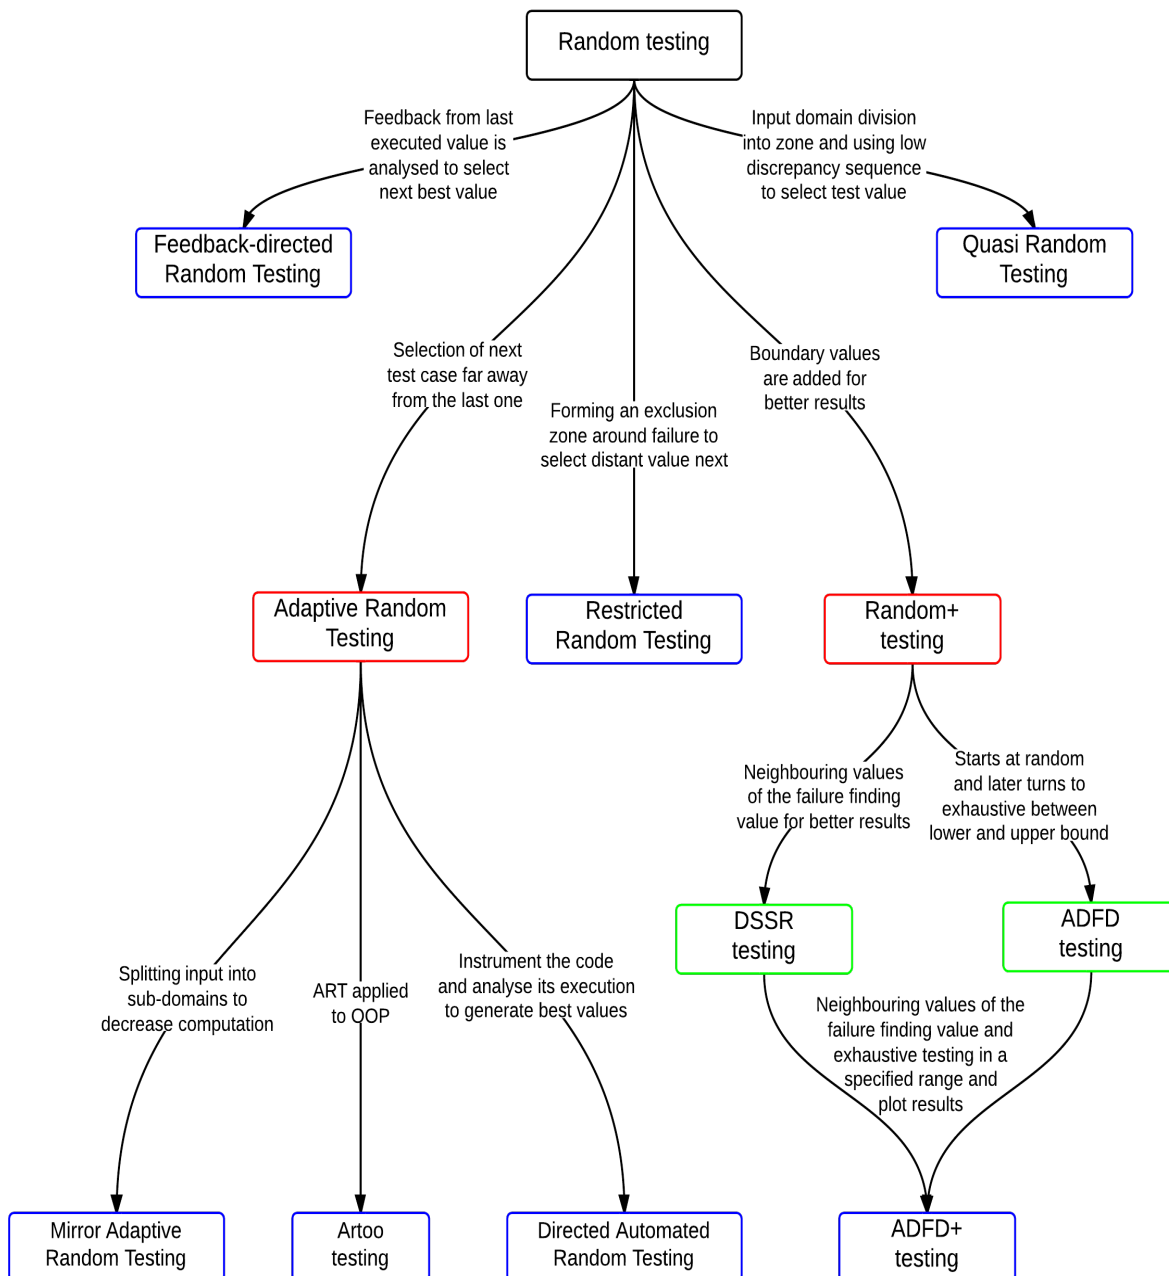 Random testing
Feedback from last
executed value is
analysed to select
next best value
Input domain division
into zone and using low
discrepancy sequence
to select test value
Feedback-directed
Random Testing
Quasi Random
Testing
Selection of next
test case far away
from the last one
Forming an exclusion
zone around failure to
select distant value next
Boundary values
are added for
better results
Adaptive Random
Testing
Restricted
Random Testing
Random+
testing
Neighbouring values
of the failure finding
value for better results
Starts at random
and later turns to
exhaustive between
lower and upper bound
DSSR
testing
ADFD
testing
Splitting input into
sub-domains to
decrease computation
ART applied
to OOP
Instrument the code
and analyse its execution
to generate best values
Neighbouring values of the
failure finding value and
exhaustive testing in a
specified range and
plot results
Mirror Adaptive
Random Testing
Artoo
testing
Directed Automated
Random Testing
ADFD+
testing